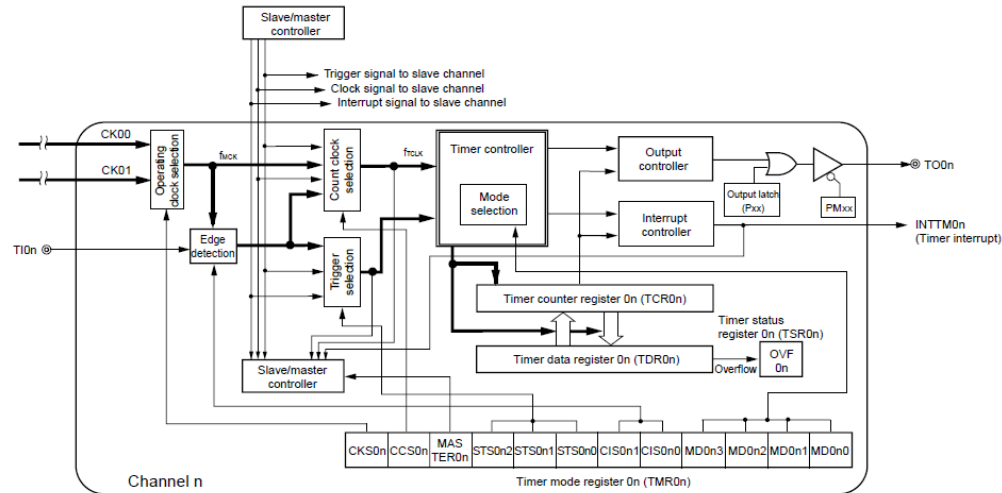 Slave/master
controller
Trigger signal to slave channel
Clock signal to slave channel
Interrupt signal to slave channel
CK00
CK01
Operating
clock selection
fMCK
Count clock
selection
fTCLK
Timer controller
Mode
selection
Output
controller
Output latch
(Pxx)
PMxx
TO0n
Interrupt
controller
INTTM0n
(Timer interrupt)
TI0n
Edge
detection
Trigger
selection
Timer counter register 0n (TCR0n)
Timer status
register 0n (TSR0n)
Slave/master
controller
Timer data register 0n (TDR0n)
Overflow
OVF
0n
CKS0n
CCS0n
MAS
TER0n
STS0n2
STS0n1
STS0n0
CIS0n1
CIS0n0
MD0n3
MD0n2
MD0n1
MD0n0
Channel n
Timer mode register 0n (TMR0n)